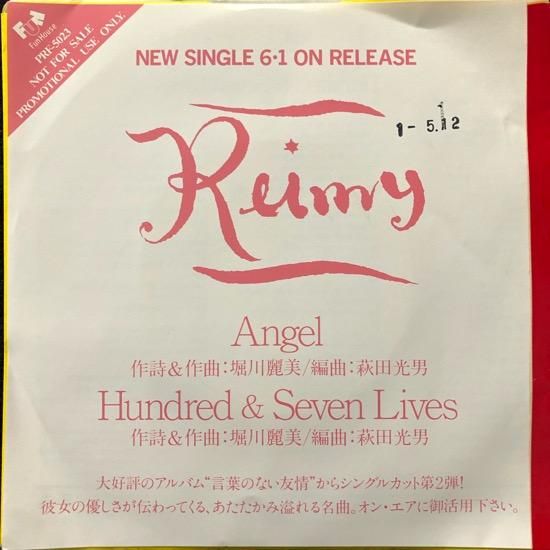 FUN
FunHouse
PRF-5023
NOT FOR SALE
PROMOTIONAL USE ONLY.
NEW SINGLE 6・1 ON RELEASE
1- 5.12
Reimy
Angel
作詩&作曲:堀川麗美/編曲:萩田光男
Hundred & Seven Lives
作詩&作曲:堀川麗美/編曲:萩田光男
大好評のアルバム“言葉のない友情”からシングルカット第2弾!
彼女の優しさが伝わってくる、あたたかみ溢れる名曲。オン・エアに御活用下さい。